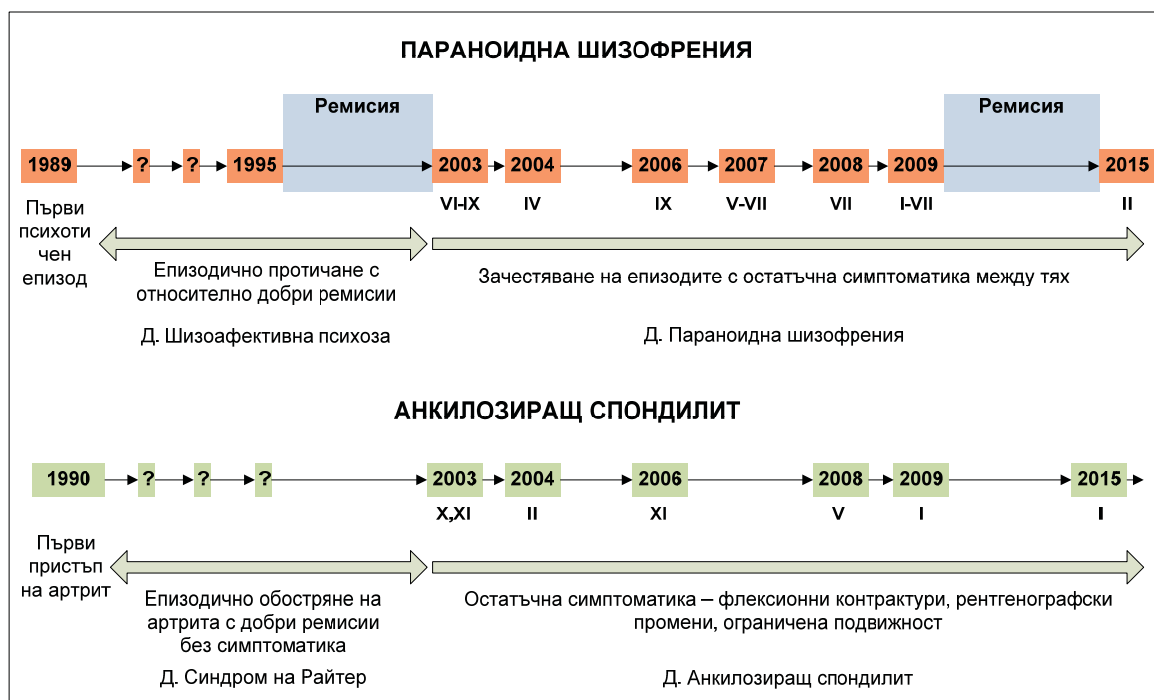 ПАРАНОИДНА ШИЗОФРЕНИЯ
Ремисия
Ремисия
1989 ? ? 1995 2003 2004 2006 2007 2008 2009 2015
VI-IX IV IX V-VII VII I-VII II
Първи
психоти
чен
епизод
Епизодично протичане с
относително добри ремисии
Зачестяване на епизодите с остатъчна симптоматика между тях
Д. Шизоафективна психоза
Д. Параноидна шизофрения
АНКИЛОЗИРАЩ СПОНДИЛИТ
1990 ? ? ? 2003 2004 2006 2008 2009 2015
X,XI II XI V I I
Първи
пристъп
на артрит
Епизодично обостряне на
артрита с добри ремисии
без симптоматика
Остатъчна симптоматика – флексионни контрактури, рентгенографски
промени, ограничена подвижност
Д. Синдром на Райтер
Д. Анкилозиращ спондилит